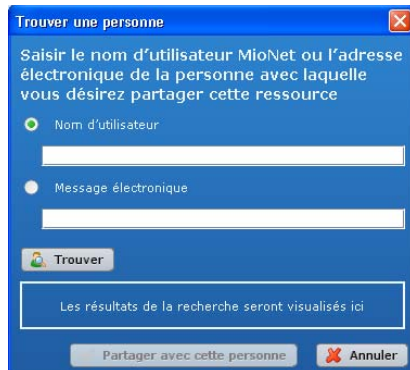 Trouver une personne
Saisir le nom d'utilisateur MioNet ou l'adresse
électronique de la personne avec laquelle
vous désirez partager cette ressource
Nom d'utilisateur
Message électronique
Trouver
Les résultats de la recherche seront visualisés ici
Partager avec cette personne
Annuler